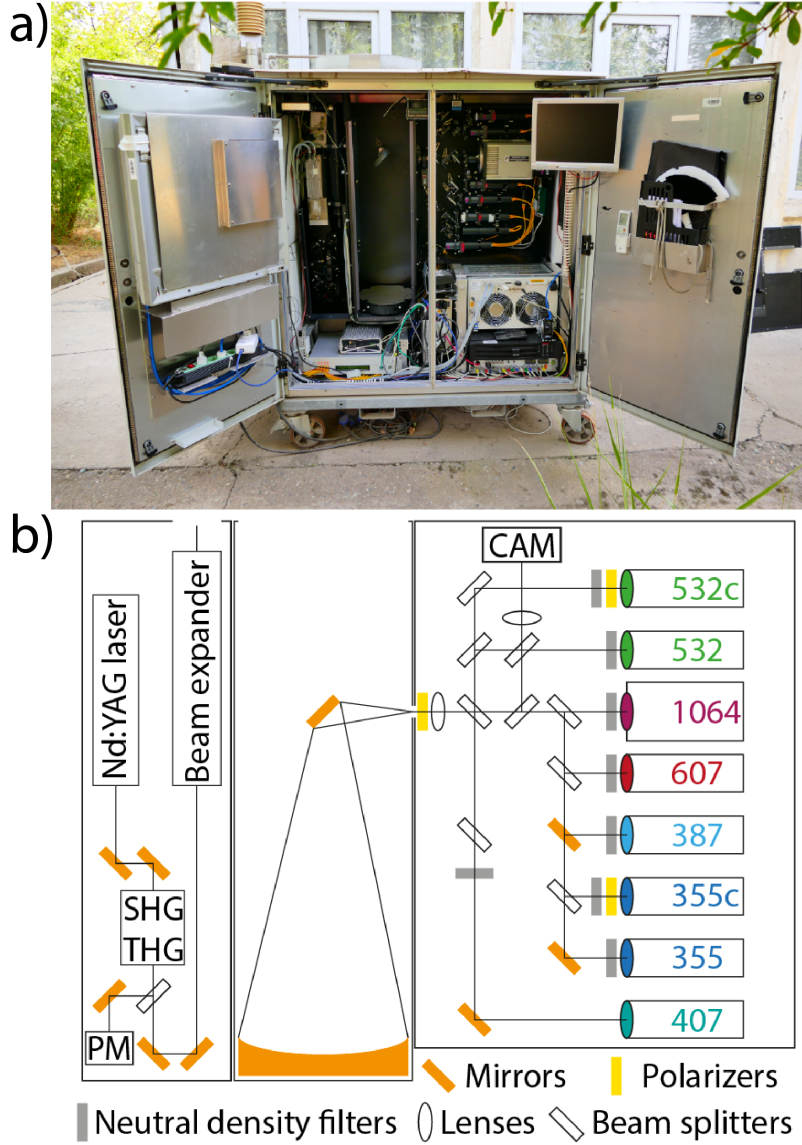 a)
b)
CAM
532c
Nd:YAG laser
Beam expander
532
1064
607
387
SHG
THG
355c
355
PM
407
Mirrors
Polarizers
Neutral density filters
Lenses
Beam splitters